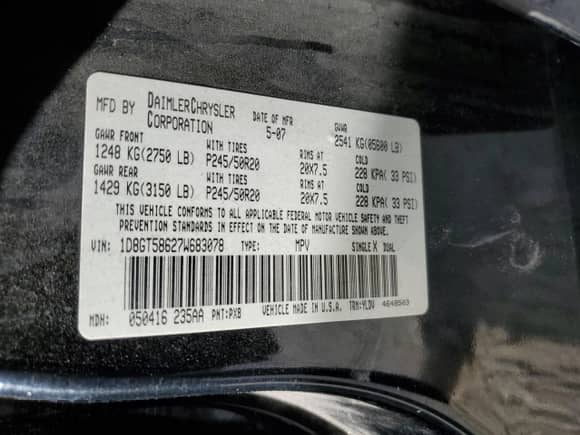 MFD BY DAIMLERCHRYSLER CORPORATION DATE OF MFR 5-07 GVWR 2541 KG(05600 LB)
GAWR FRONT WITH TIRES RIMS AT COLD
1248 KG(2750 LB) P245/50R20 20X7.5 228 KPA( 33 PSI)
GAWR REAR WITH TIRES RIMS AT COLD
1429 KG(3150 LB) P245/50R20 20X7.5 228 KPA( 33 PSI)
THIS VEHICLE CONFORMS TO ALL APPLICABLE FEDERAL MOTOR VEHICLE SAFETY AND THEFT
PREVENTION STANDARDS IN EFFECT ON THE DATE OF MANUFACTURE SHOWN ABOVE.
VIN: 1D8GT58627W683078 TYPE: MPV SINGLE X DUAL
MDH: 050416 235AA PNT:PXB VEHICLE MADE IN U.S.A. TRM:YLDV 4648503